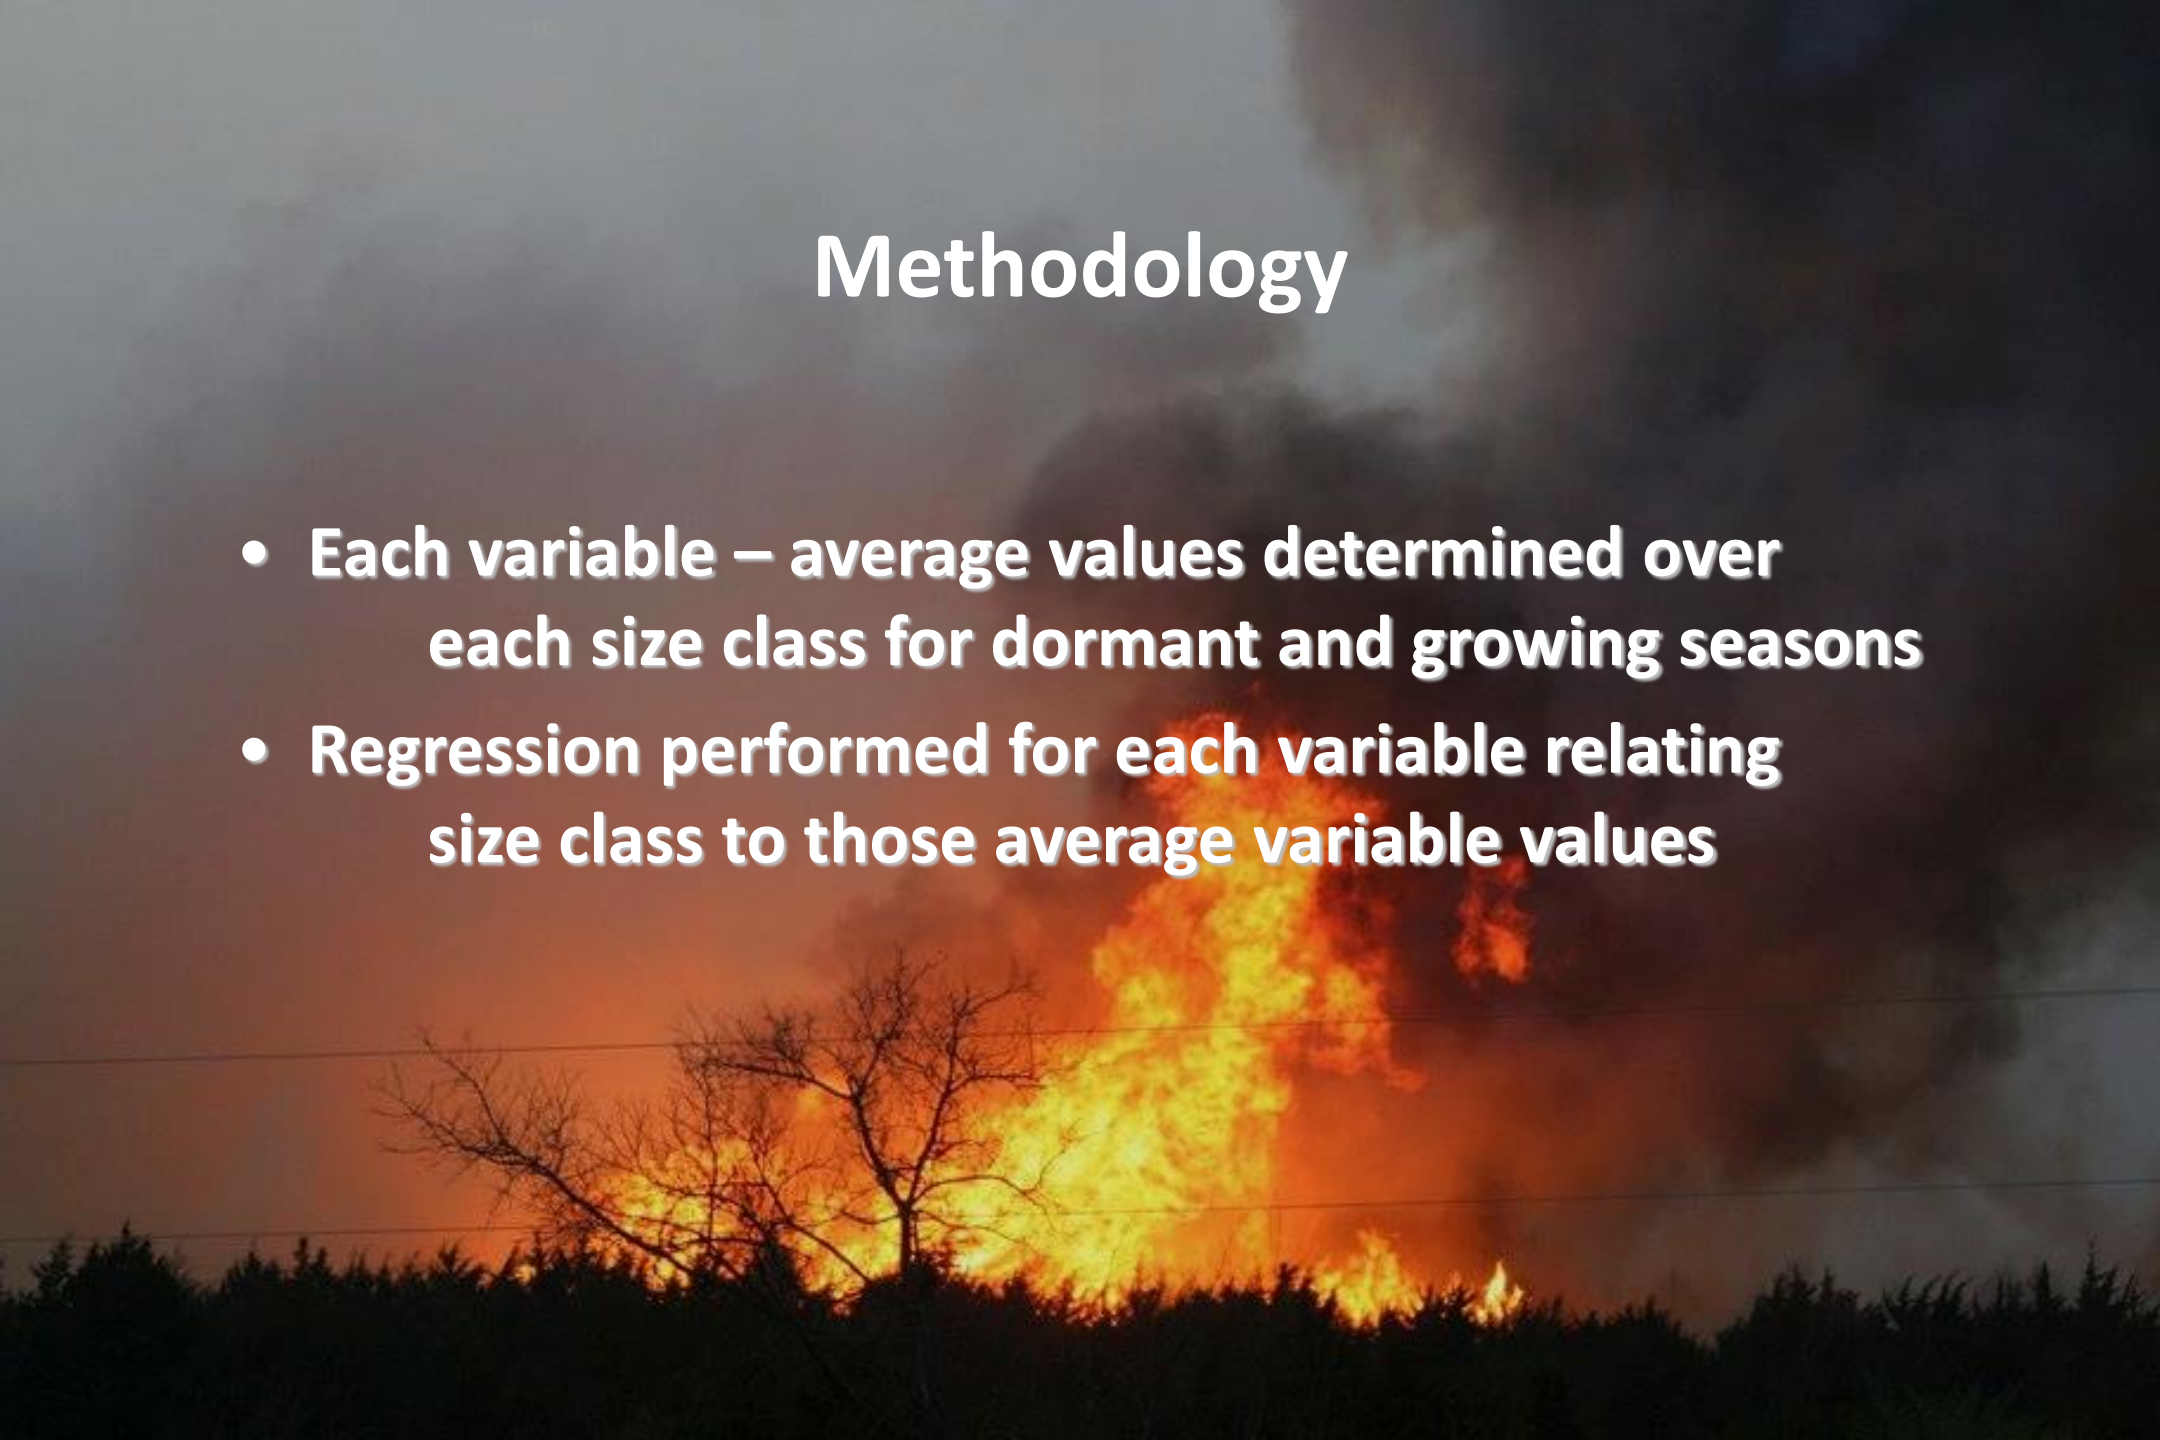 Methodology
• Each variable – average values determined over
each size class for dormant and growing seasons
• Regression performed for each variable relating
size class to those average variable values